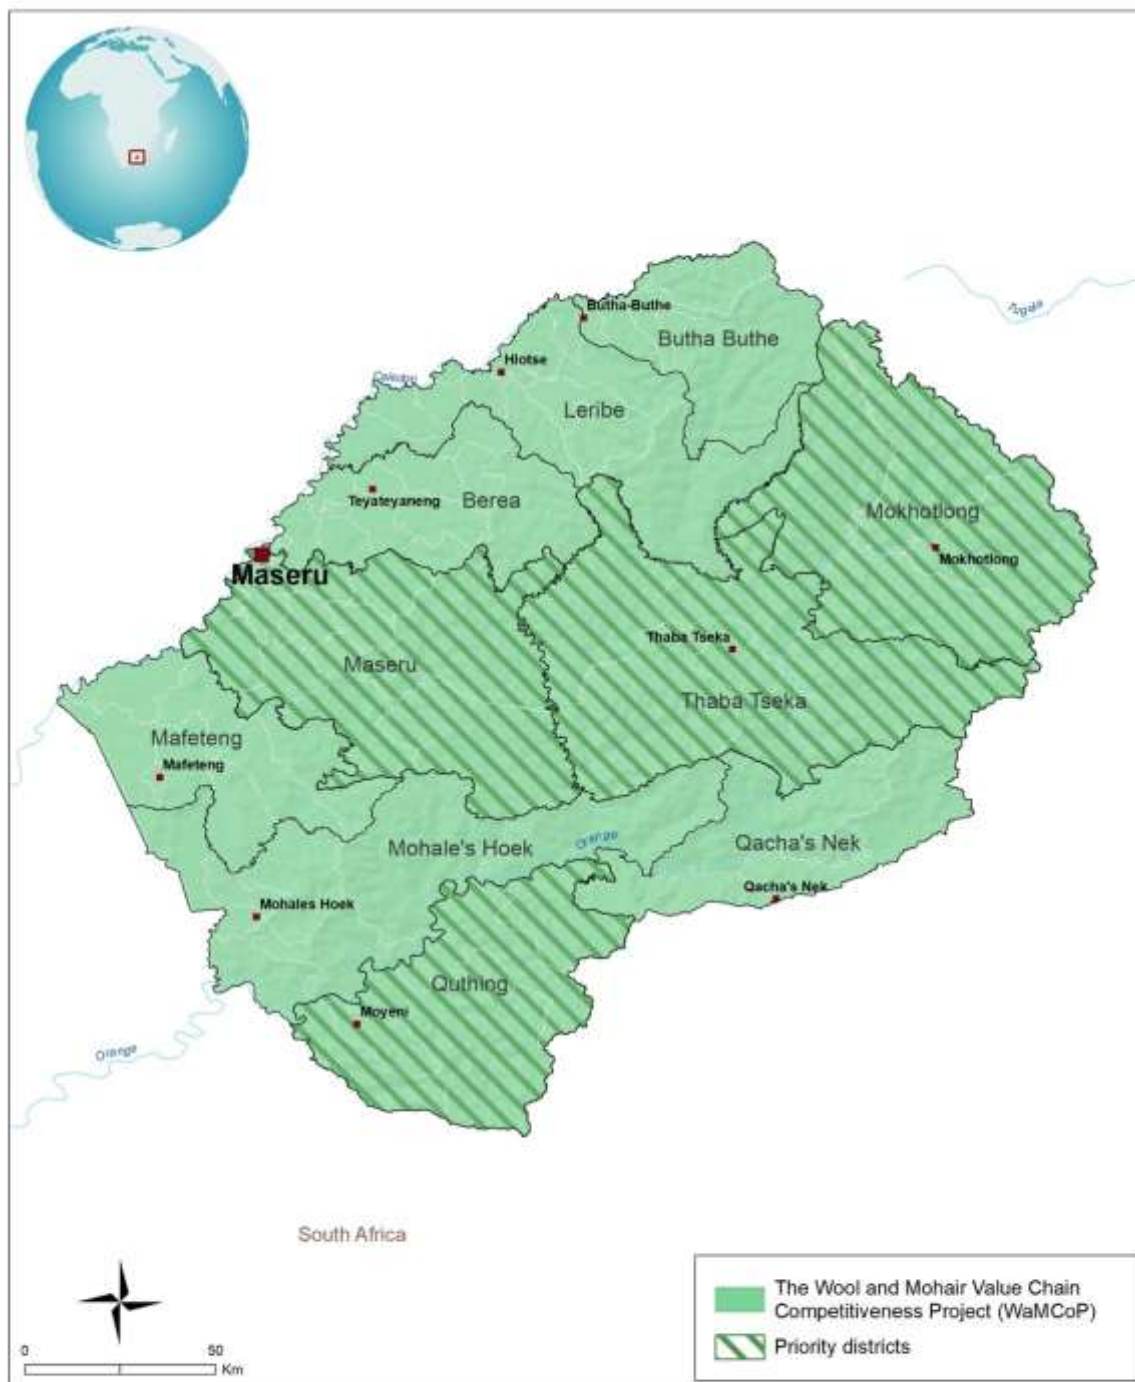 Tugela
Butha-Buthe
Butha Buthe
Hlotse
Caledon
Leribe
Teyateyaneng
Berea
Mokhotlong
Mokhotlong
Maseru
Thaba Tseka
Maseru
Thaba Tseka
Mafeteng
Mafeteng
Orange
Mohale's Hoek
Qacha's Nek
Qacha's Nek
Mohales Hoek
Quthing
Moyeni
Orange
South Africa
The Wool and Mohair Value Chain
Competitiveness Project (WaMCoP)
Priority districts
0 50
Km